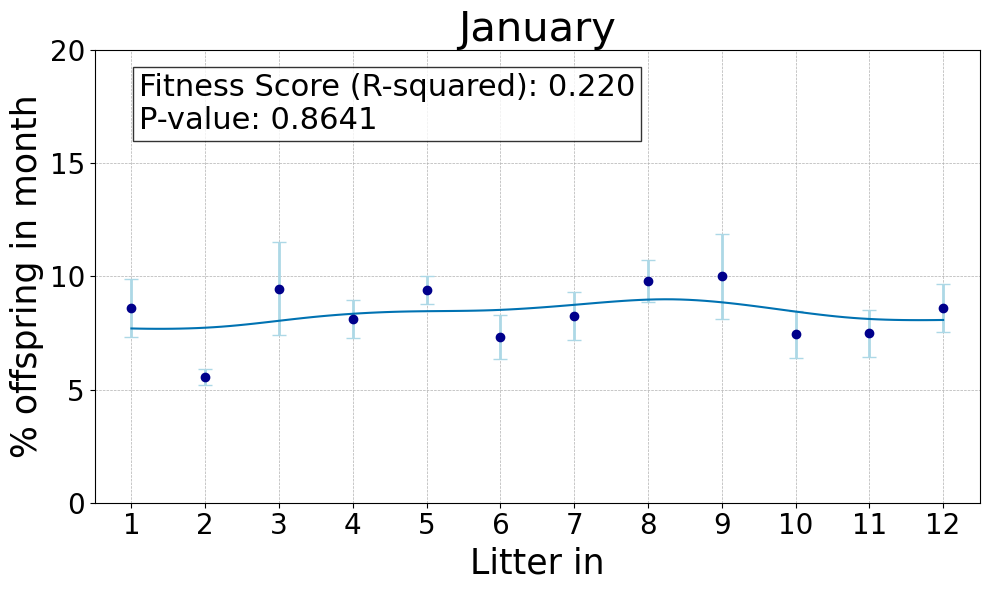 January
Fitness Score (R-squared): 0.220
P-value: 0.8641
% offspring in month
20
15
10
5
0
1 2 3 4 5 6 7 8 9 10 11 12
Litter in